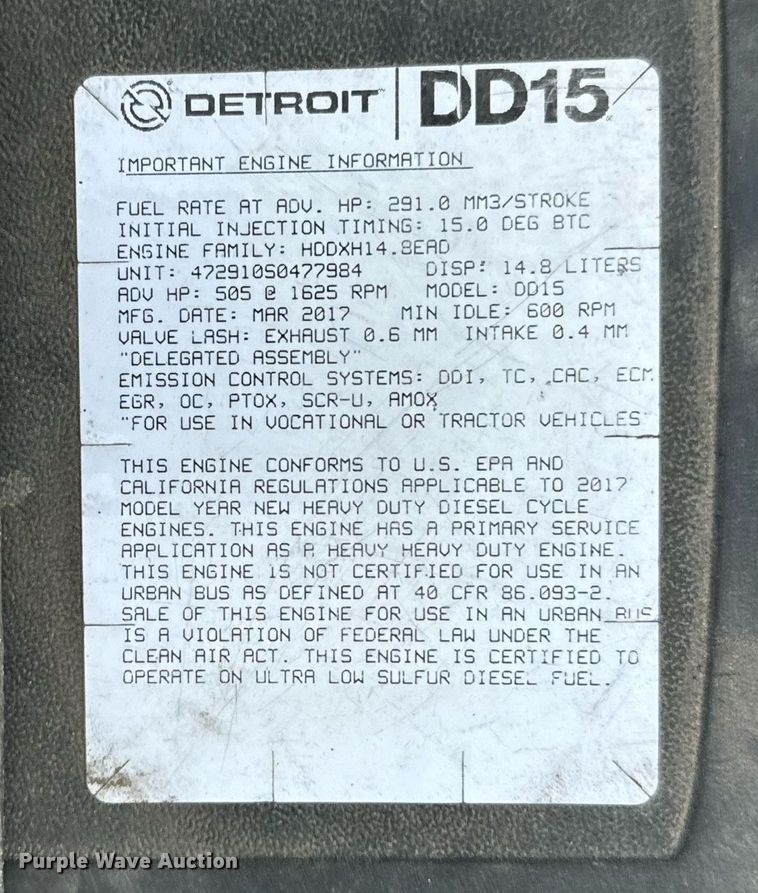 DETROIT DD15
IMPORTANT ENGINE INFORMATION
FUEL RATE AT ADV. HP: 291.0 MM3/STROKE
INITIAL INJECTION TIMING: 15.0 DEG BTC
ENGINE FAMILY: HDDXH14.8EAD
UNIT: 472910S0477984 DISP: 14.8 LITERS
ADV HP: 505 @ 1625 RPM MODEL: DD15
MFG. DATE: MAR 2017 MIN IDLE: 600 RPM
VALVE LASH: EXHAUST 0.6 MM INTAKE 0.4 MM
"DELEGATED ASSEMBLY"
EMISSION CONTROL SYSTEMS: DDI, TC, CAC, ECM
EGR, OC, PTOX, SCR-U, AMOX
"FOR USE IN VOCATIONAL OR TRACTOR VEHICLES"
THIS ENGINE CONFORMS TO U.S. EPA AND
CALIFORNIA REGULATIONS APPLICABLE TO 2017
MODEL YEAR NEW HEAVY DUTY DIESEL CYCLE
ENGINES. THIS ENGINE HAS A PRIMARY SERVICE
APPLICATION AS A HEAVY HEAVY DUTY ENGINE.
THIS ENGINE IS NOT CERTIFIED FOR USE IN AN
URBAN BUS AS DEFINED AT 40 CFR 86.093-2.
SALE OF THIS ENGINE FOR USE IN AN URBAN BUS
IS A VIOLATION OF FEDERAL LAW UNDER THE
CLEAN AIR ACT. THIS ENGINE IS CERTIFIED TO
OPERATE ON ULTRA LOW SULFUR DIESEL FUEL.
Purple Wave Auction